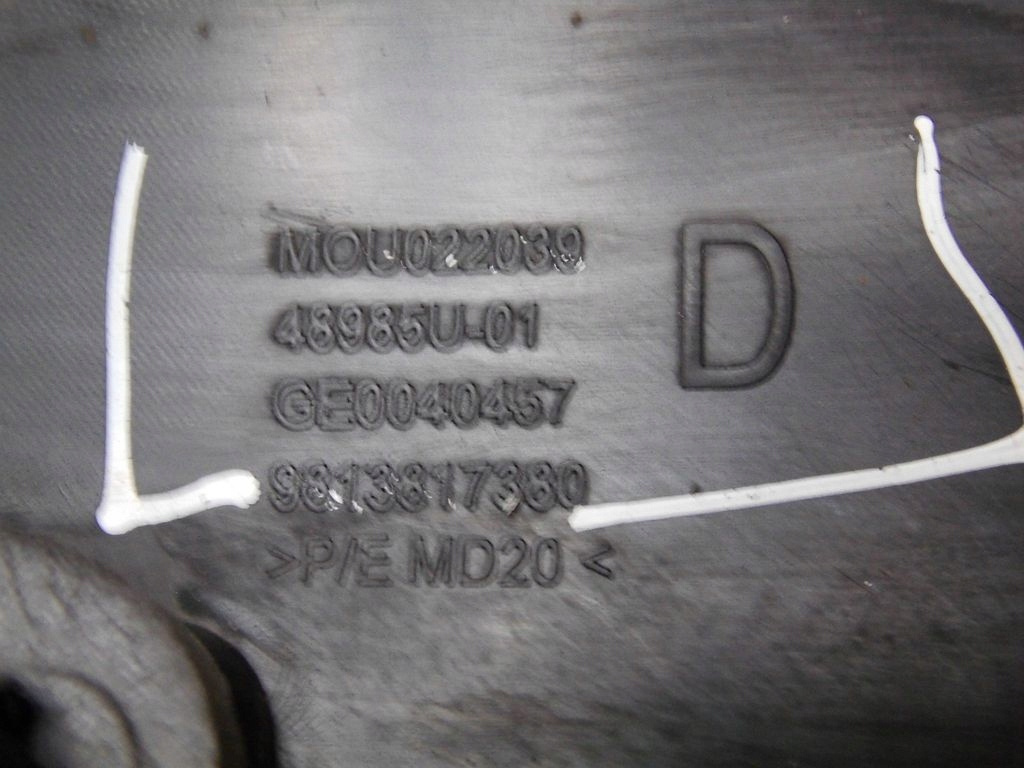 MOU022039
D
48985U-01
GE0040457
9813817380
>P/E MD20 <